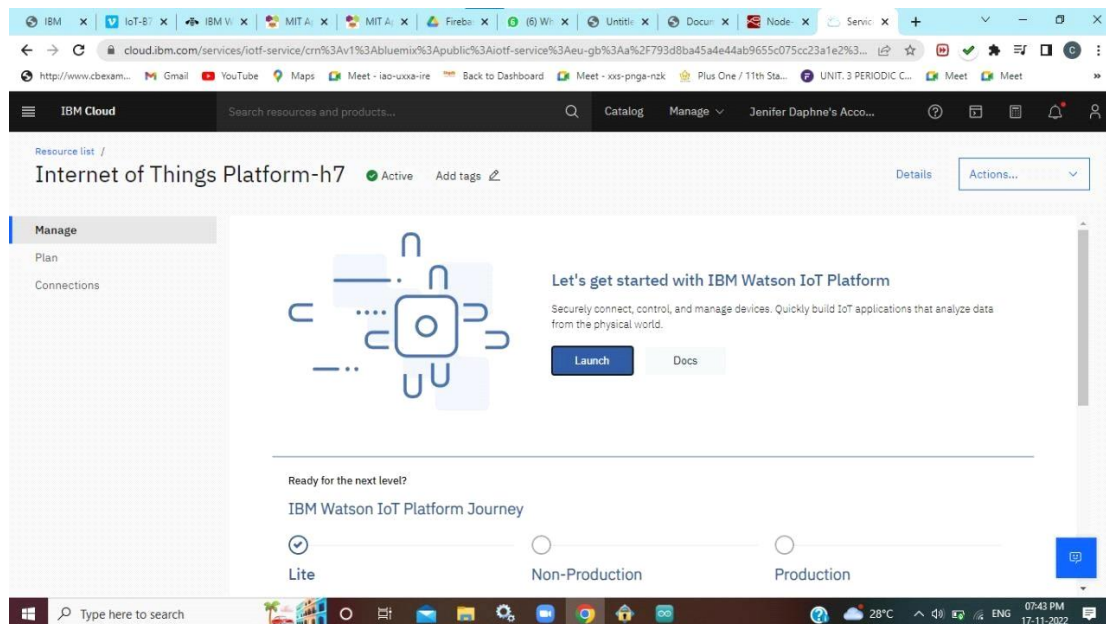 IBM IoT-B7 IBM W MIT A MIT A Fireba (6) Wh Untitle Docun Node- Servic
cloud.ibm.com/services/iotf-service/crn%3Av1%3Abluemix%3Apublic%3Aiotf-service%3Aeu-gb%3Aa%2F793d8ba45a4e44ab9655c075cc23a1e2%3...
http://www.cbexam... Gmail YouTube Maps Meet - iao-uxxa-ire Back to Dashboard Meet - xxs-pnga-nzk Plus One / 11th Sta... UNIT. 3 PERIODIC C... Meet Meet »
IBM Cloud Search resources and products... Catalog Manage Jenifer Daphne's Acco...
Resource list /
Internet of Things Platform-h7 Active Add tags Details Actions...
Manage
Plan
Connections
Let's get started with IBM Watson IoT Platform
Securely connect, control, and manage devices. Quickly build IoT applications that analyze data
from the physical world.
Launch Docs
Ready for the next level?
IBM Watson IoT Platform Journey
Lite Non-Production Production
Type here to search 28°C ENG 07:43 PM
17-11-2022